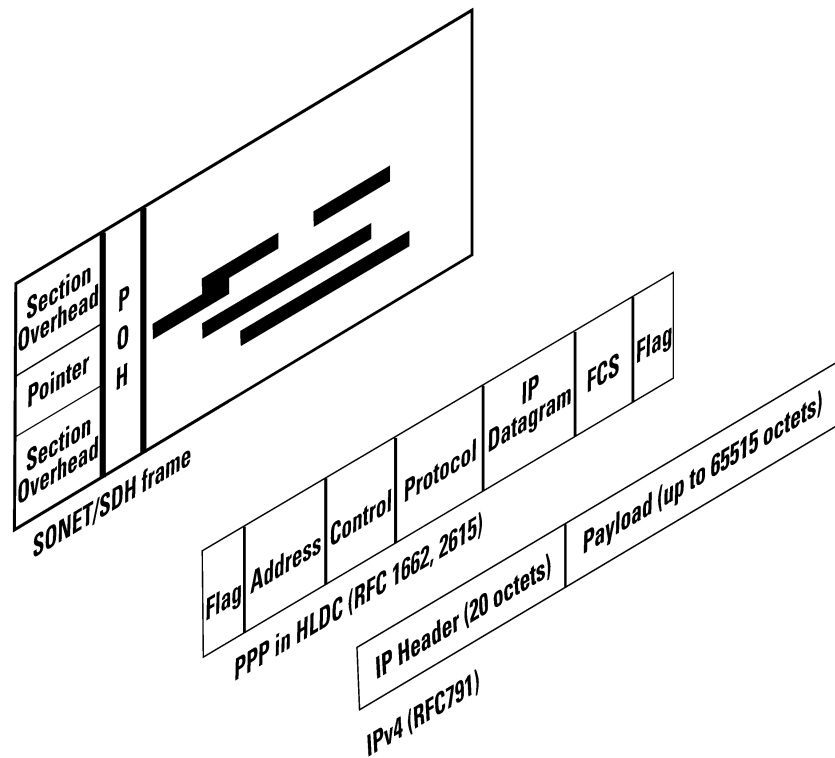 Section
Overhead
Pointer
Section
Overhead
P
O
H
SONET/SDH frame
Flag
Address
Control
Protocol
IP
Datagram
FCS
Flag
PPP in HLDC (RFC 1662, 2615)
IP Header (20 octets)
Payload (up to 65515 octets)
IPv4 (RFC791)